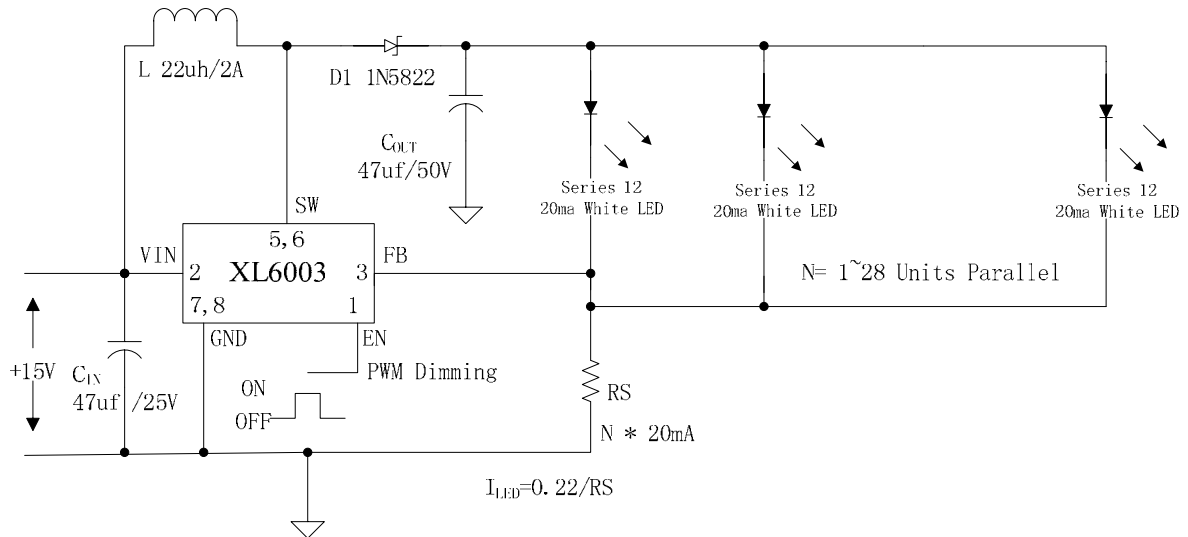 L 22uh/2A
D1 1N5822
COUT
47uf/50V
Series 12
20ma White LED
Series 12
20ma White LED
Series 12
20ma White LED
SW
5,6
VIN
2
XL6003
3
FB
7,8
1
GND
EN
N= 1~28 Units Parallel
+15V
CIN
47uf /25V
PWM Dimming
ON
OFF
RS
N * 20mA
ILED=0.22/RS